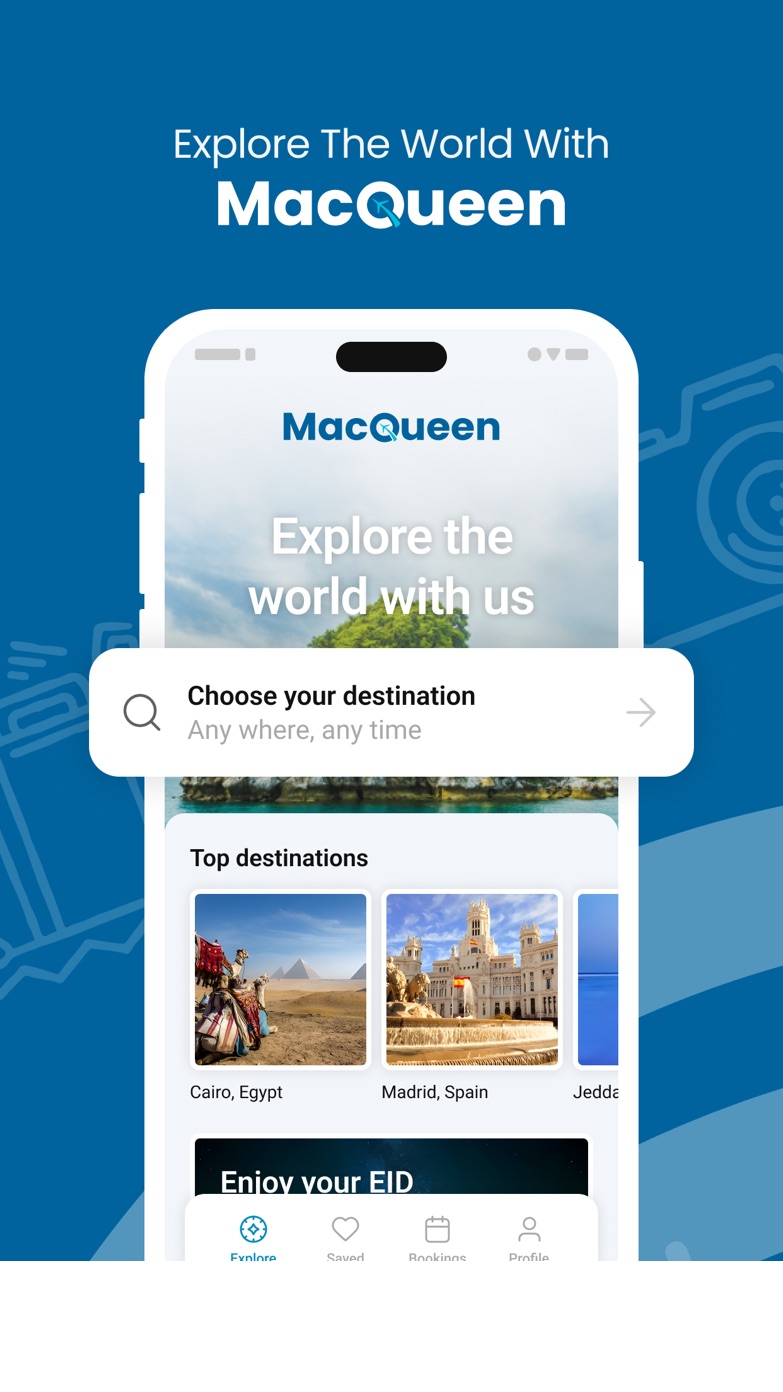 Explore The World With
MacQueen
MacQueen
Explore the
world with us
Choose your destination
Any where, any time
Top destinations
Cairo, Egypt
Madrid, Spain
Jedda
Enjoy your EID
Explore
Saved
Bookings
Profile